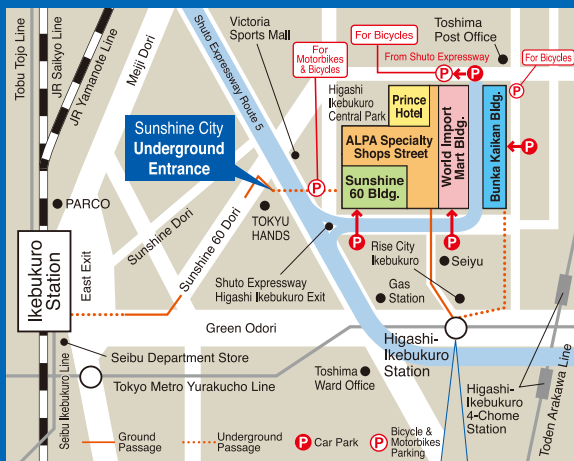 Tobu Tojo Line
JR Saikyo Line
JR Yamanote Line
Meiji Dori
Shuto Expressway Route 5
Victoria
Sports Mall
For
Motorbikes
& Bicycles
For Bicycles
From Shuto Expressway
Toshima
Post Office
For Bicycles
P
P
P
Higashi
Ikebukuro
Central Park
Prince
Hotel
World Import
Mart Bldg.
Bunka Kaikan Bldg.
ALPA Specialty
Shops Street
Sunshine
60 Bldg.
Sunshine City
Underground
Entrance
P
P
P
P
PARCO
Sunshine Dori
Sunshine 60 Dori
TOKYU
HANDS
Rise City
Ikebukuro
Seiyu
Shuto Expressway
Higashi Ikebukuro Exit
Gas
Station
Ikebukuro
Station
East Exit
Green Odori
Higashi-
Ikebukuro
Station
Seibu Department Store
Seibu Ikebukuro Line
Tokyo Metro Yurakucho Line
Toshima
Ward Office
Higashi-
Ikebukuro
4-Chome
Station
Toden Arakawa Line
Ground
Passage
Underground
Passage
P Car Park
P Bicycle &
Motorbikes
Parking